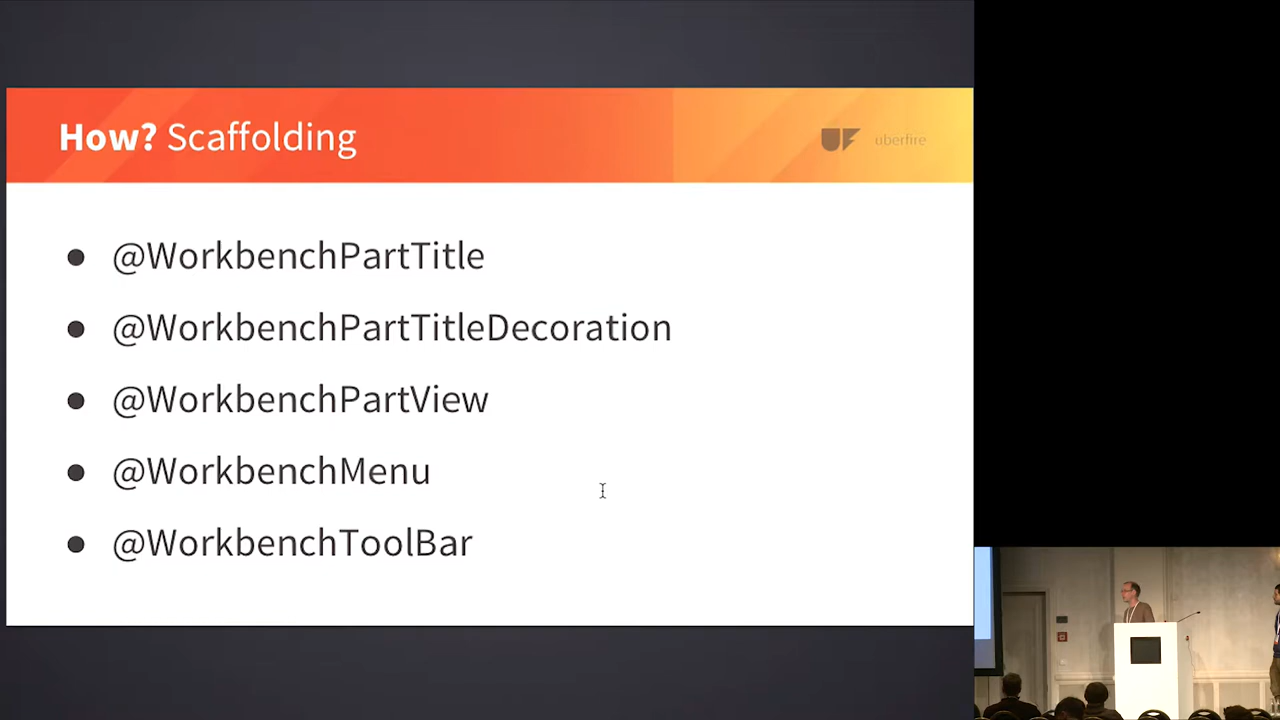 How? Scaffolding
uberfire
● @WorkbenchPartTitle
● @WorkbenchPartTitleDecoration
● @WorkbenchPartView
● @WorkbenchMenu
● @WorkbenchToolBar